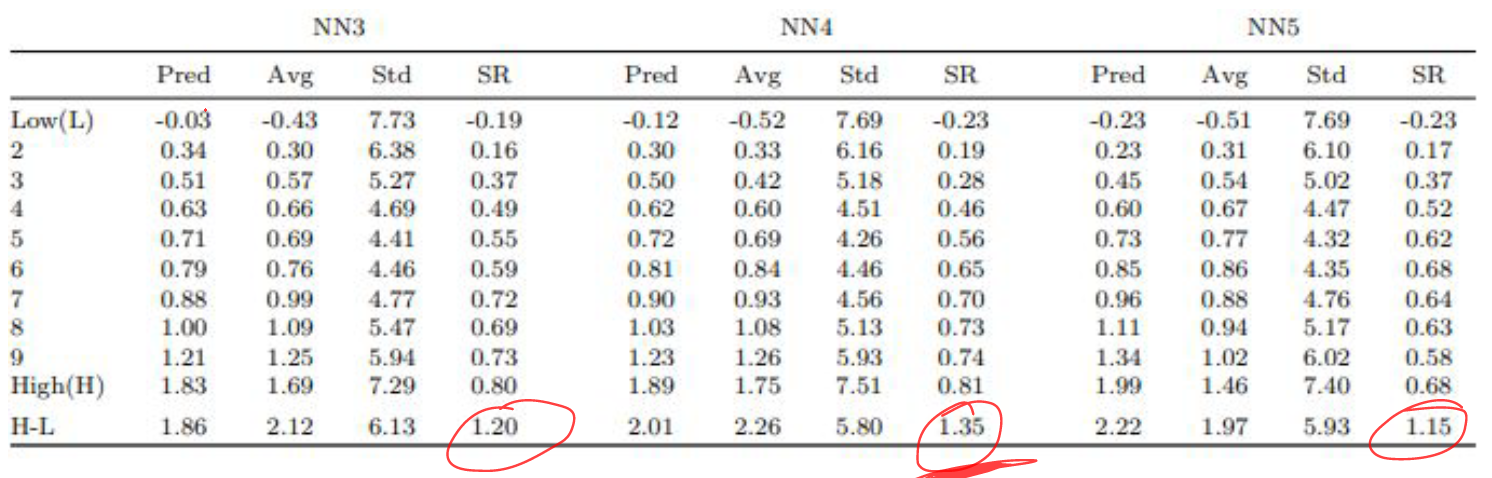 NN3 NN4 NN5
Pred Avg Std SR Pred Avg Std SR Pred Avg Std SR
Low(L) -0.03 -0.43 7.73 -0.19 -0.12 -0.52 7.69 -0.23 -0.23 -0.51 7.69 -0.23
2 0.34 0.30 6.38 0.16 0.30 0.33 6.16 0.19 0.23 0.31 6.10 0.17
3 0.51 0.57 5.27 0.37 0.50 0.42 5.18 0.28 0.45 0.54 5.02 0.37
4 0.63 0.66 4.69 0.49 0.62 0.60 4.51 0.46 0.60 0.67 4.47 0.52
5 0.71 0.69 4.41 0.55 0.72 0.69 4.26 0.56 0.73 0.77 4.32 0.62
6 0.79 0.76 4.46 0.59 0.81 0.84 4.46 0.65 0.85 0.86 4.35 0.68
7 0.88 0.99 4.77 0.72 0.90 0.93 4.56 0.70 0.96 0.88 4.76 0.64
8 1.00 1.09 5.47 0.69 1.03 1.08 5.13 0.73 1.11 0.94 5.17 0.63
9 1.21 1.25 5.94 0.73 1.23 1.26 5.93 0.74 1.34 1.02 6.02 0.58
High(H) 1.83 1.69 7.29 0.80 1.89 1.75 7.51 0.81 1.99 1.46 7.40 0.68
H-L 1.86 2.12 6.13 1.20 2.01 2.26 5.80 1.35 2.22 1.97 5.93 1.15